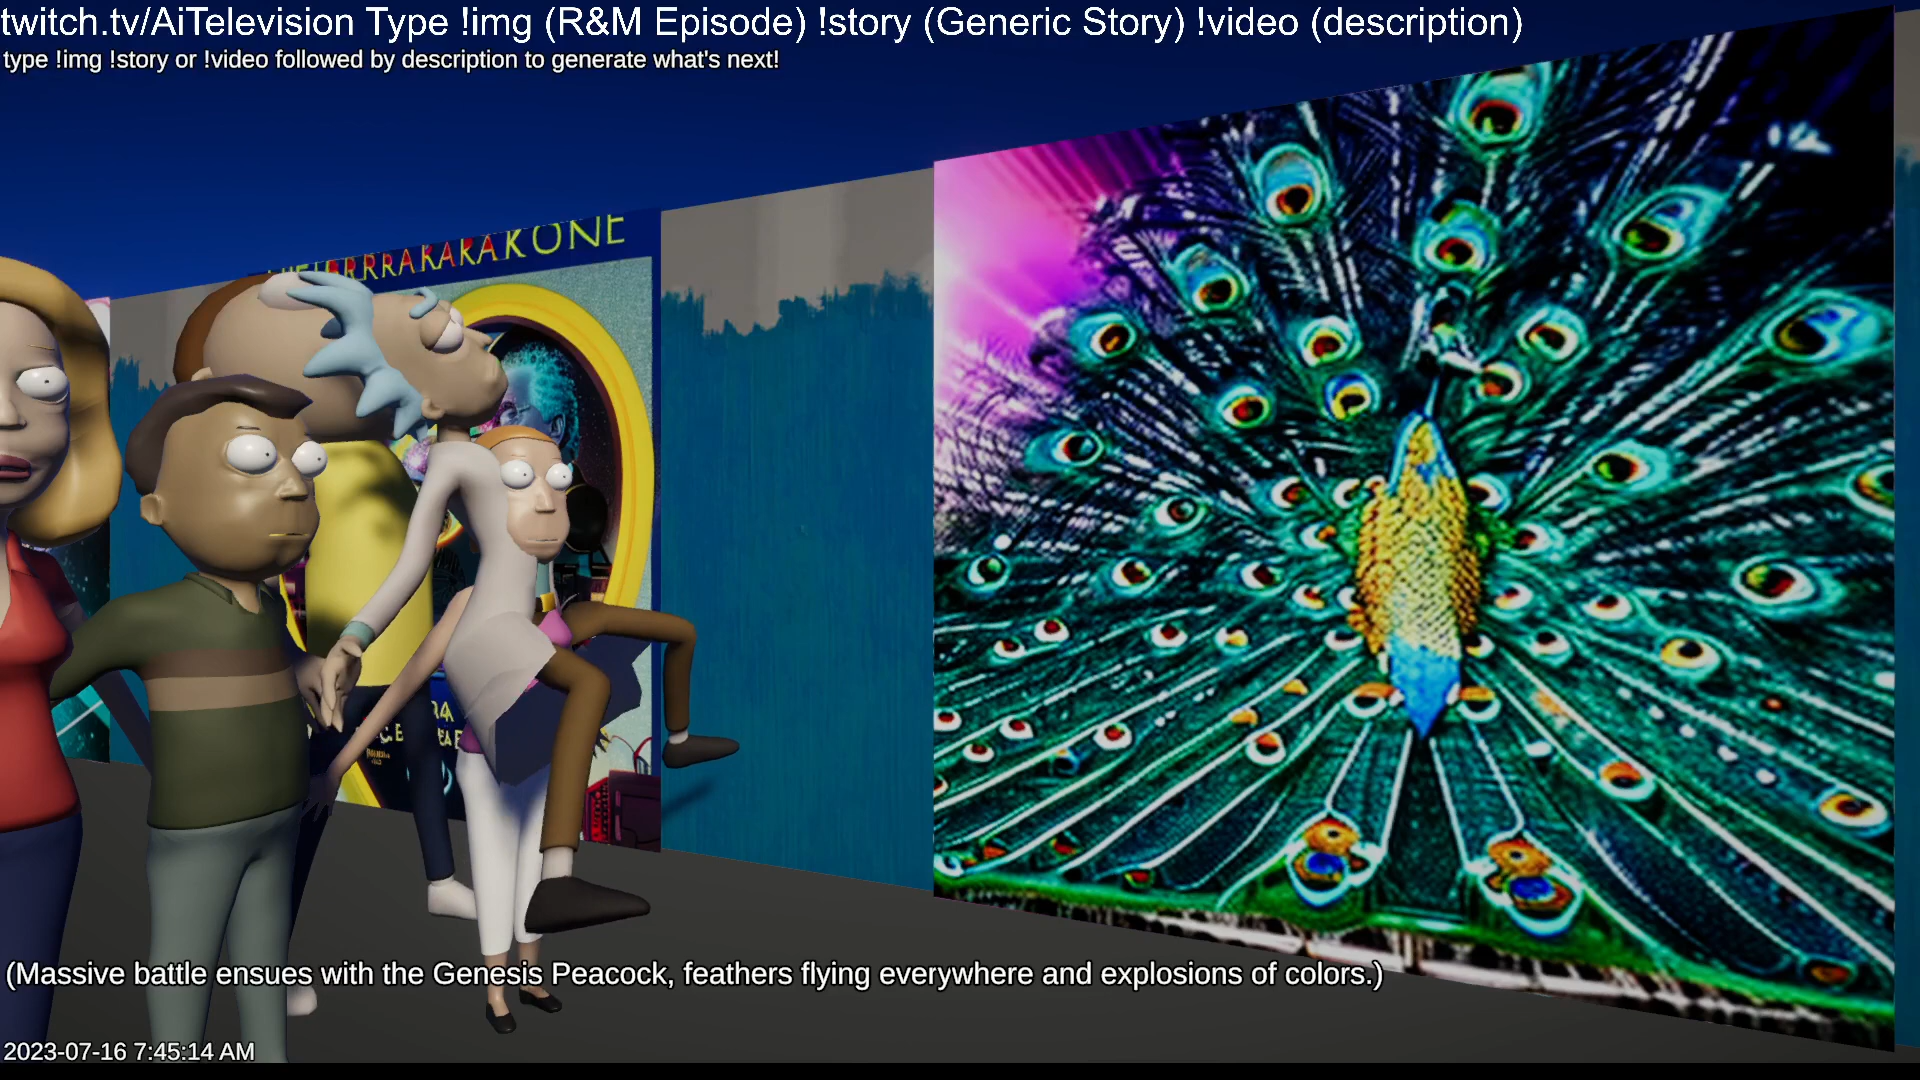 twitch.tv/AiTelevision Type !img (R&M Episode) !story (Generic Story) !video (description)
type !img !story or !video followed by description to generate what's next!
(Massive battle ensues with the Genesis Peacock, feathers flying everywhere and explosions of colors.)
2023-07-16 7:45:14 AM